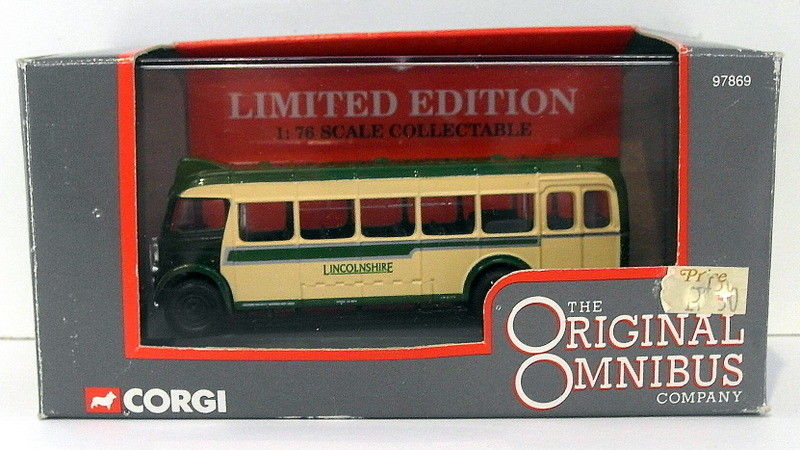 97869
LIMITED EDITION
1:76 SCALE COLLECTABLE
LINCOLNSHIRE
Price
THE
ORIGINAL
OMNIBUS
COMPANY
CORGI